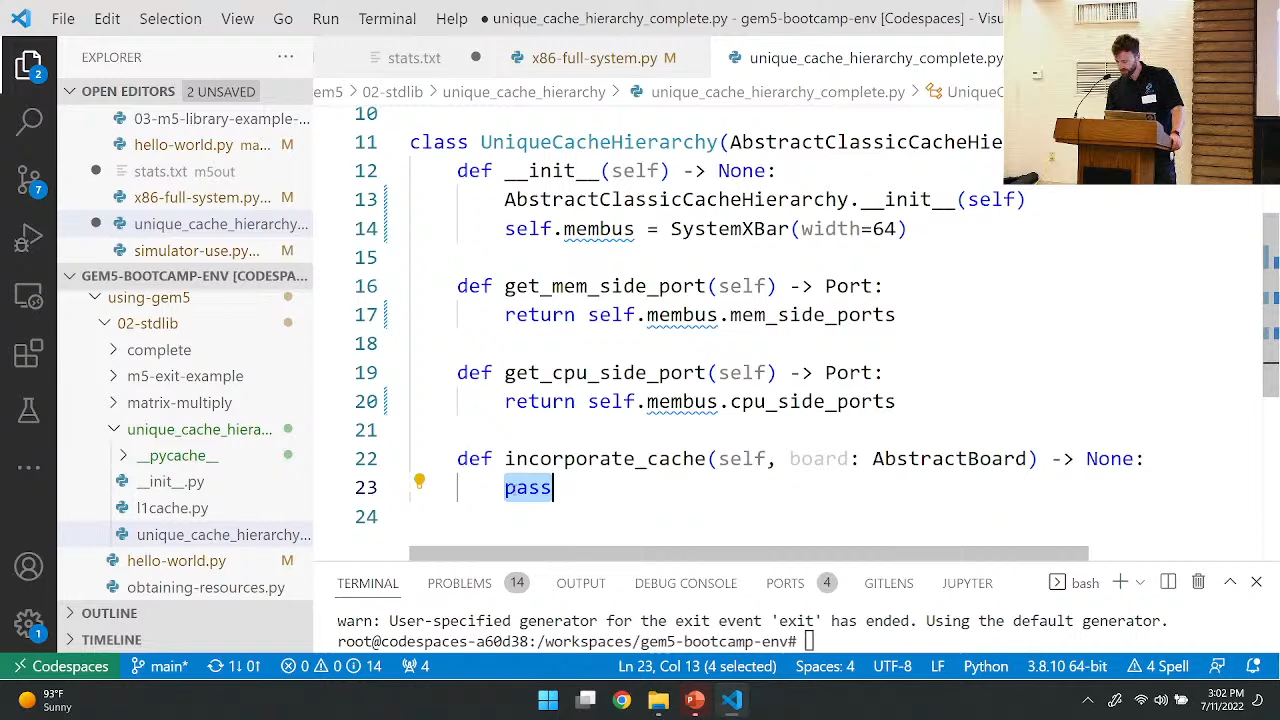 File Edit Selection View Go Run Terminal Help
● unique_cache_hierarchy_complete.py - gem5-bootcamp-env [Codespaces] - Visu
EXPLORER ...
stats.txt
x86-full-system.py M
unique_cache_hierarchy_complete.py
OPEN EDITORS 2 UNSAVED
em5 > 02-stdlib > unique_cache_hierarchy > unique_cache_hierarchy_complete.py > UniqueC
03-m5-library-example-...
hello-world.py ma... M
stats.txt m5out
x86-full-system.py... M
unique_cache_hierarchy...
simulator-use.py... M
GEM5-BOOTCAMP-ENV [CODESPA...
using-gem5
02-stdlib
complete
m5-exit-example
matrix-multiply
unique_cache_hiera...
__pycache__
__init__.py
l1cache.py
unique_cache_hierarchy...
hello-world.py M
obtaining-resources.py
OUTLINE
TIMELINE
2
7
1
10
11 class UniqueCacheHierarchy(AbstractClassicCacheHie
12 def __init__(self) -> None:
13 AbstractClassicCacheHierarchy.__init__(self)
14 self.membus = SystemXBar(width=64)
15
16 def get_mem_side_port(self) -> Port:
17 return self.membus.mem_side_ports
18
19 def get_cpu_side_port(self) -> Port:
20 return self.membus.cpu_side_ports
21
22 def incorporate_cache(self, board: AbstractBoard) -> None:
23 pass
24
TERMINAL PROBLEMS 14 OUTPUT DEBUG CONSOLE PORTS 4 GITLENS JUPYTER bash
warn: User-specified generator for the exit event 'exit' has ended. Using the default generator.
root@codespaces-a60d38:/workspaces/gem5-bootcamp-env#
Codespaces main* 1↓ 0↑ 0 0 14 4 Ln 23, Col 13 (4 selected) Spaces: 4 UTF-8 LF Python 3.8.10 64-bit 4 Spell
93°F
Sunny
3:02 PM
7/11/2022